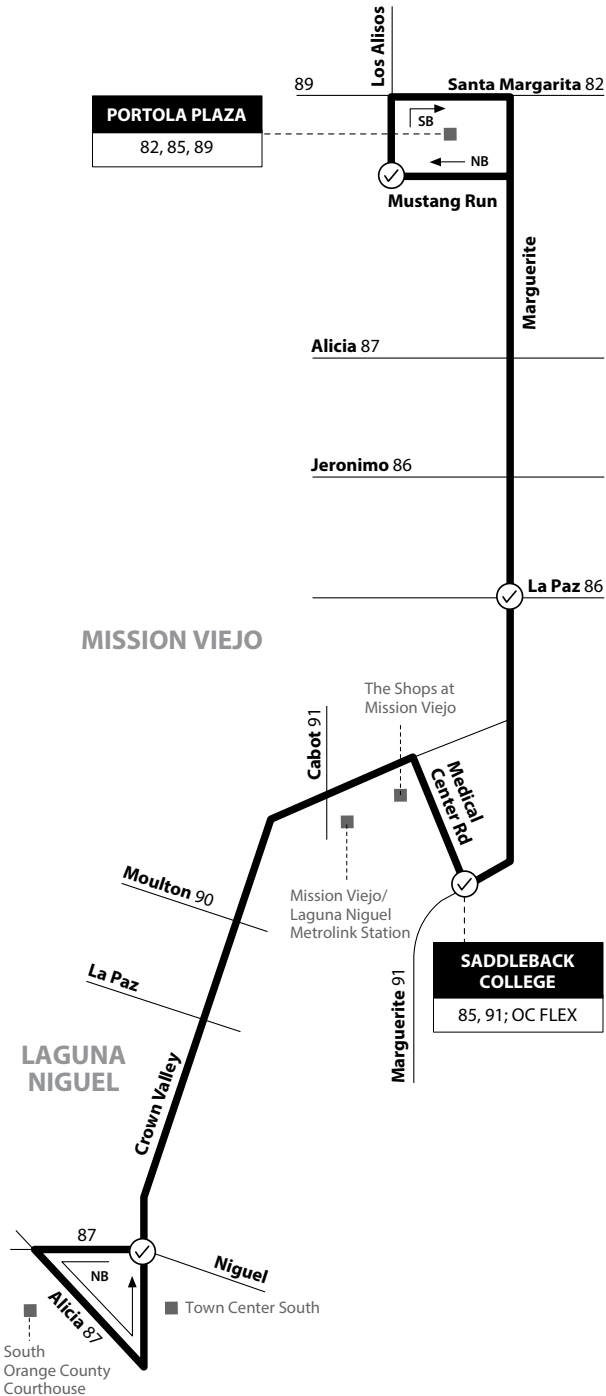 Los Alisos
89
Santa Margarita 82
PORTOLA PLAZA
82, 85, 89
SB
NB
Mustang Run
Marguerite
Alicia 87
Jeronimo 86
La Paz 86
MISSION VIEJO
The Shops at
Mission Viejo
Cabot 91
Medical
Center Rd
Moulton 90
Mission Viejo/
Laguna Niguel
Metrolink Station
La Paz
SADDLEBACK
COLLEGE
85, 91; OC FLEX
Marguerite 91
LAGUNA
NIGUEL
Crown Valley
87
Niguel
NB
Alicia 87
Town Center South
South
Orange County
Courthouse